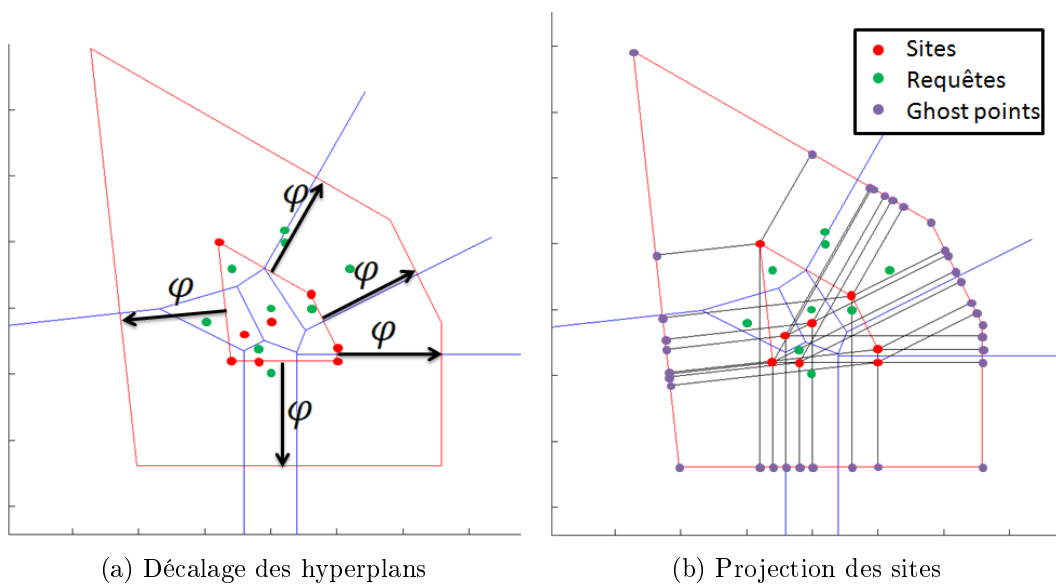 φ
φ
φ
φ
φ
Sites
Requêtes
Ghost points
(a) Décalage des hyperplans
(b) Projection des sites